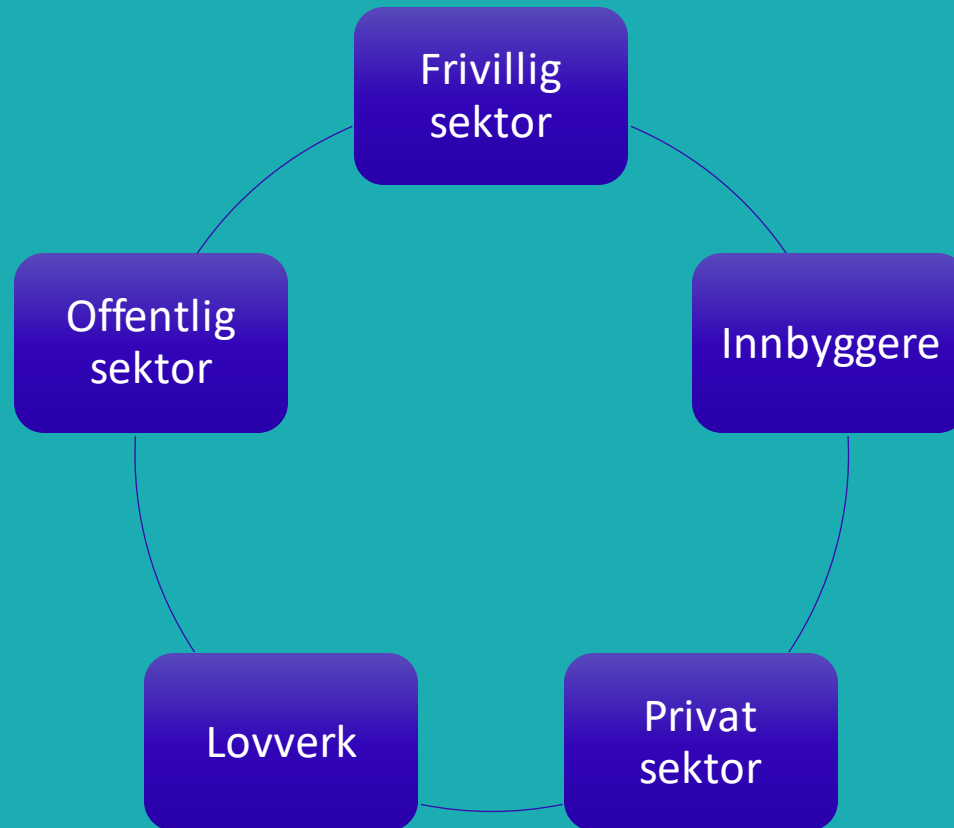 Frivillig
sektor
Offentlig
sektor
Innbyggere
Lovverk
Privat
sektor